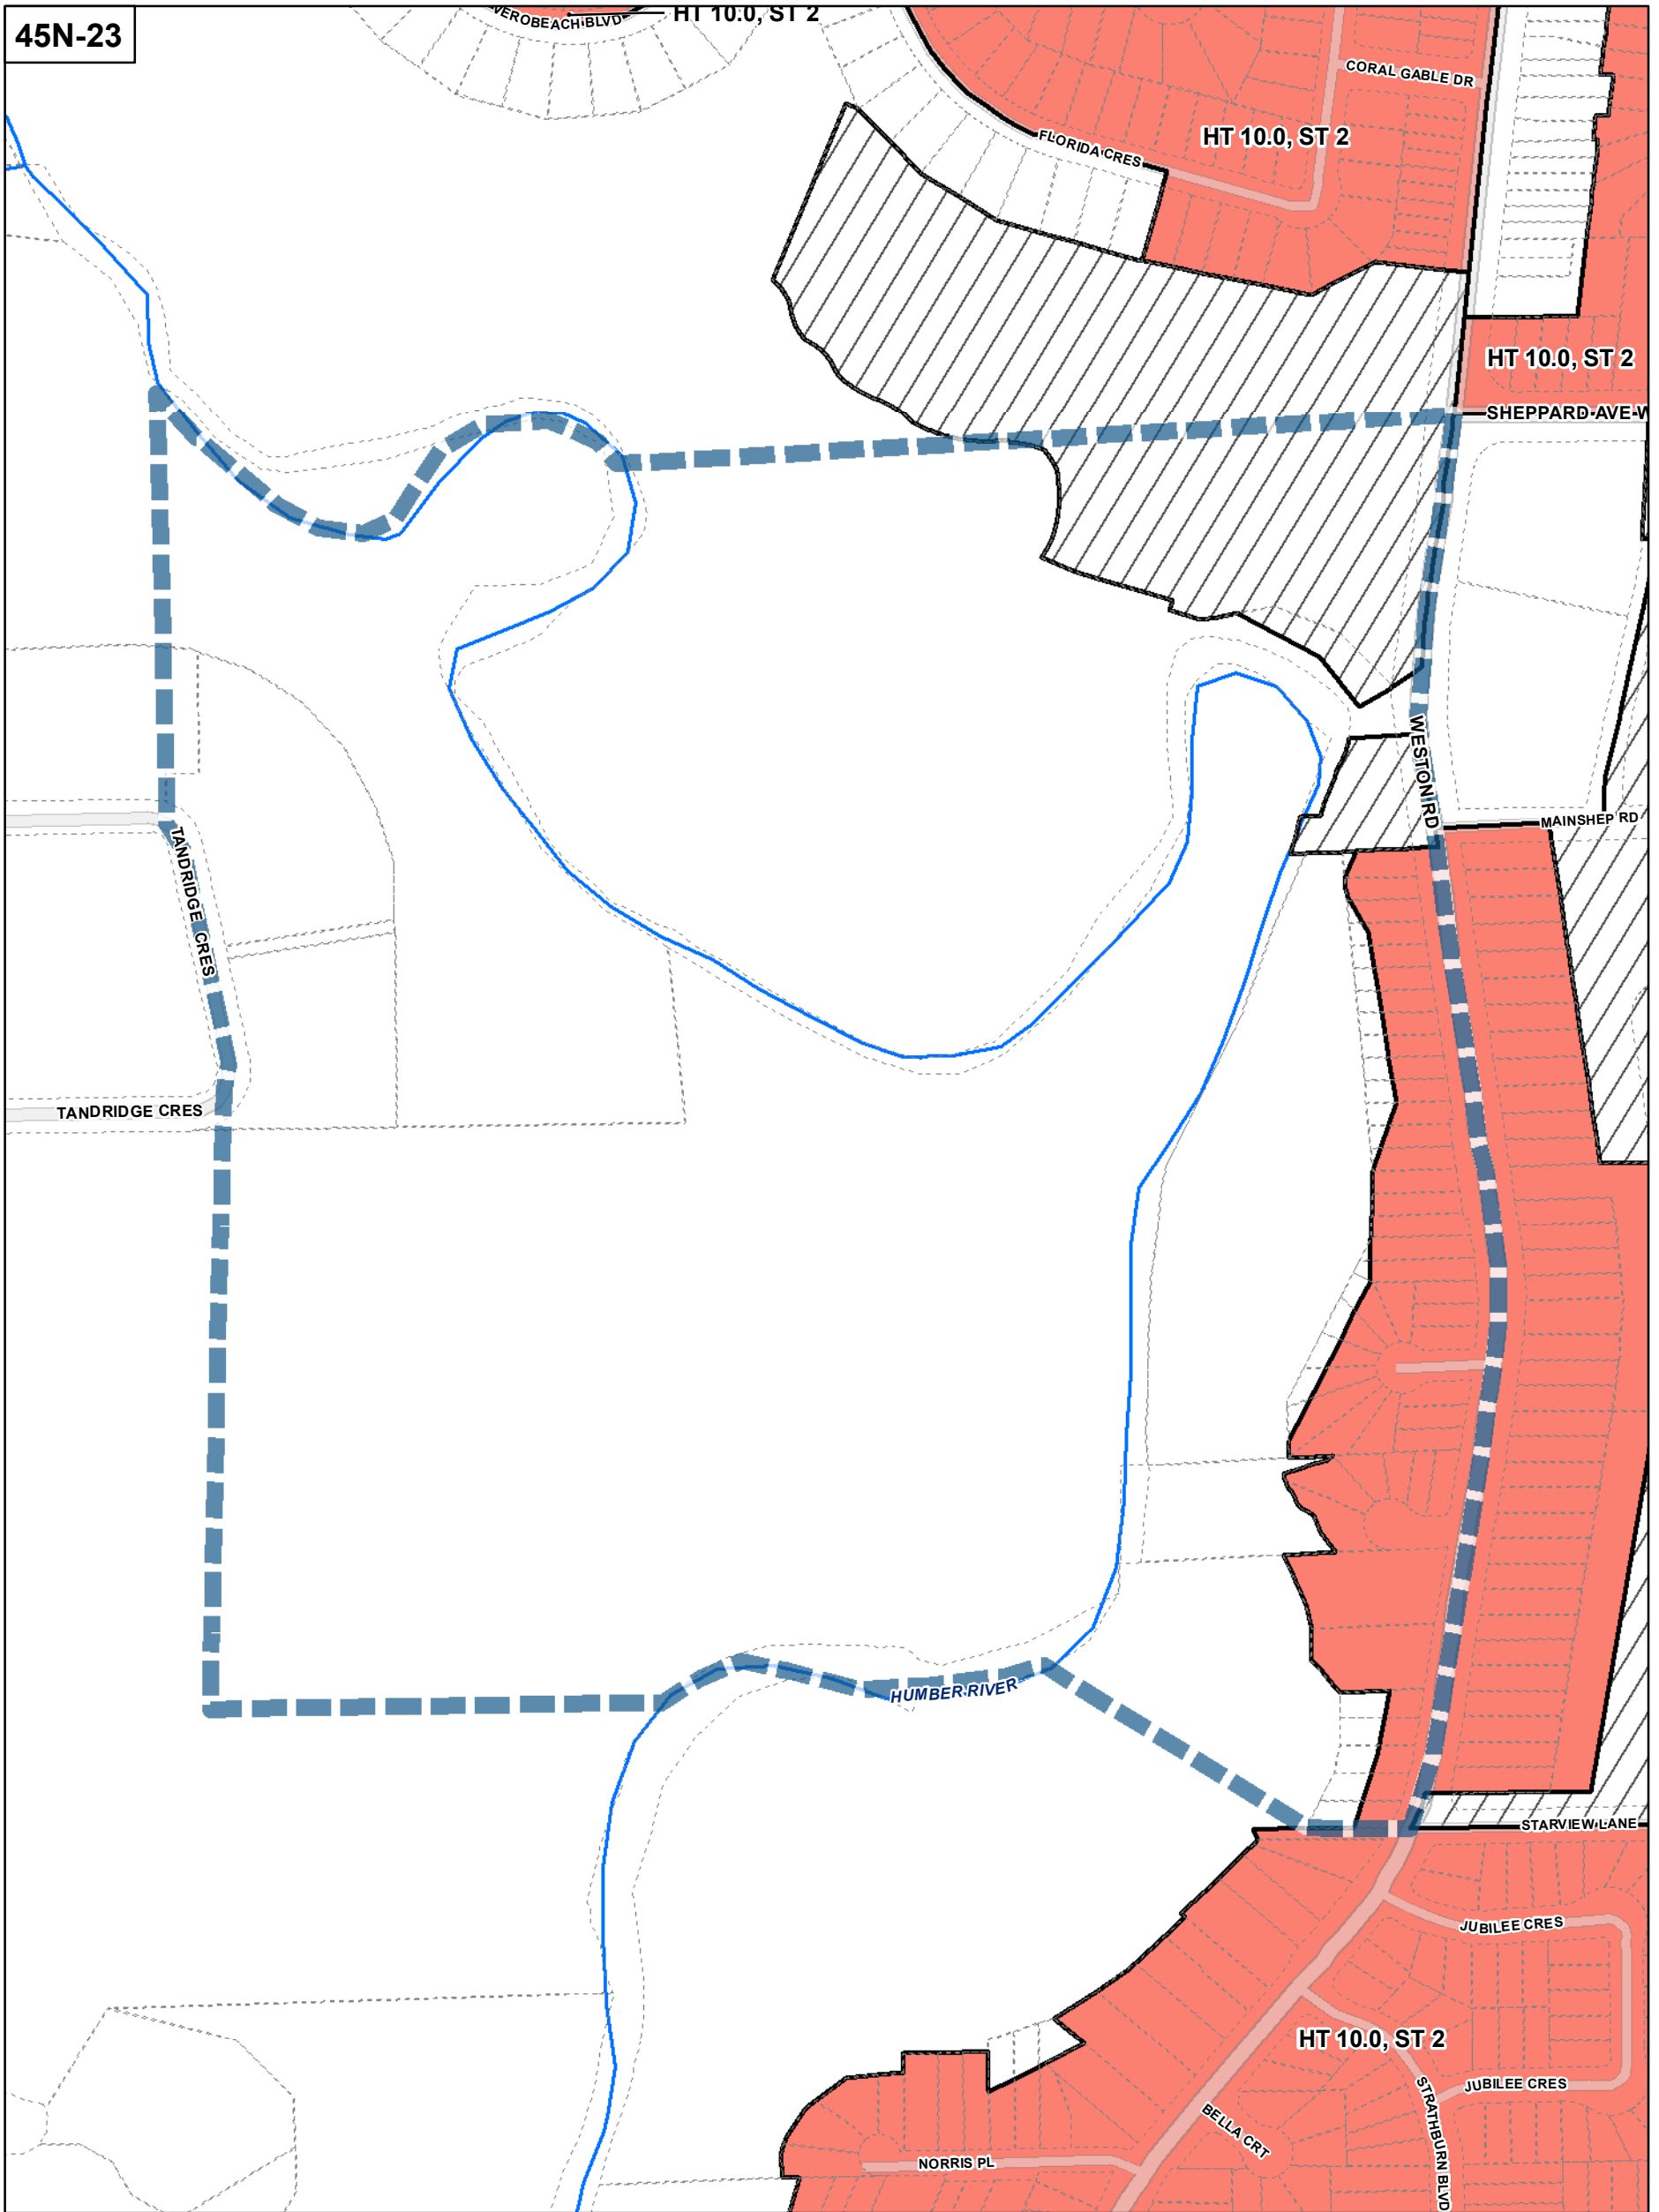 45N-23
VEROBEACH BLVD
HT 10.0, ST 2
CORAL GABLE DR
HT 10.0, ST 2
FLORIDA CRES
HT 10.0, ST 2
SHEPPARD AVE W
WESTON RD
MAINSHEP RD
TANDRIDGE CRES
TANDRIDGE CRES
HUMBER RIVER
STARVIEW LANE
JUBILEE CRES
HT 10.0, ST 2
JUBILEE CRES
STRATHBURN BLVD
BELLA CRT
NORRIS PL